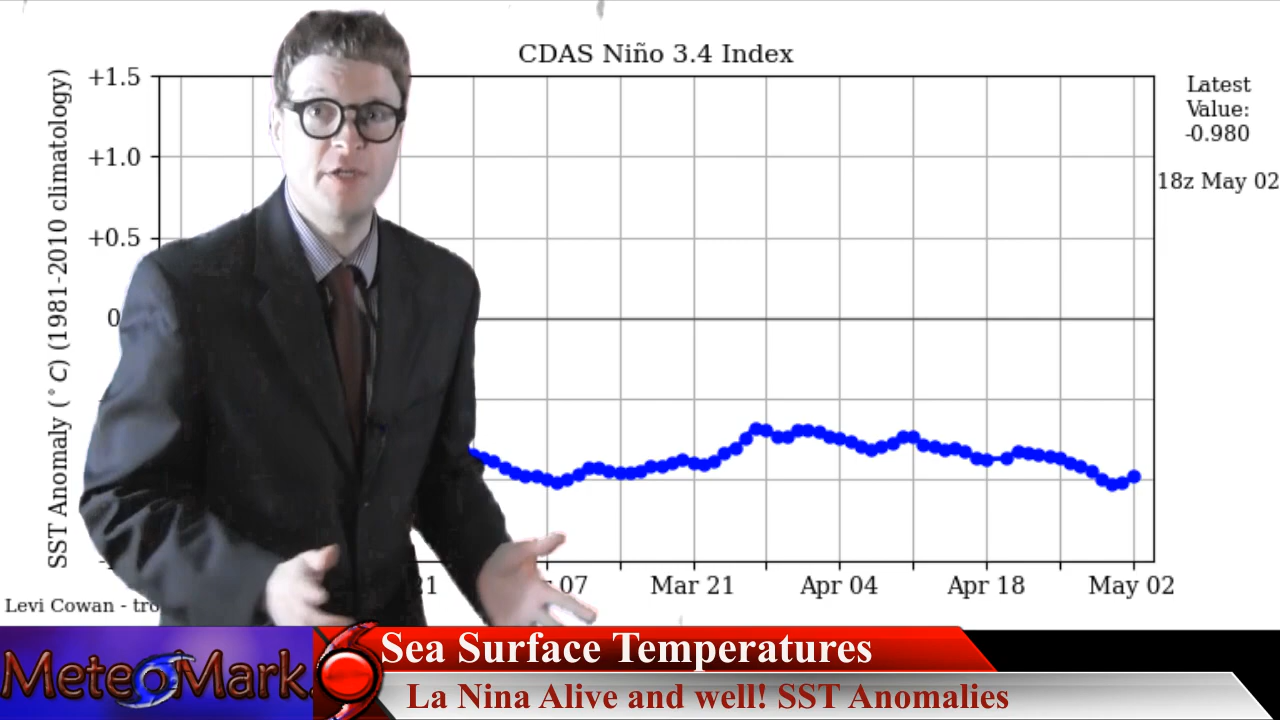 CDAS Niño 3.4 Index
SST Anomaly (°C) (1981-2010 climatology)
+1.5
+1.0
+0.5
0
Latest
Value:
-0.980
18z May 02
21
07
Mar 21
Apr 04
Apr 18
May 02
Levi Cowan - tro
MeteoMark.
Sea Surface Temperatures
La Nina Alive and well! SST Anomalies